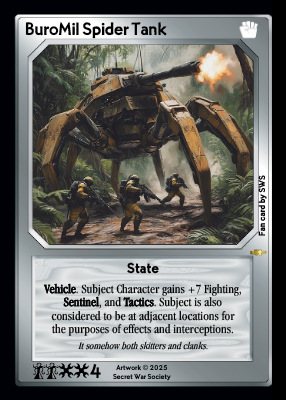 BuroMil Spider Tank
Fan card by SWS
State
Vehicle. Subject Character gains +7 Fighting,
Sentinel, and Tactics. Subject is also
considered to be at adjacent locations for
the purposes of effects and interceptions.
It somehow both skitters and clanks.
4
Artwork © 2025
Secret War Society